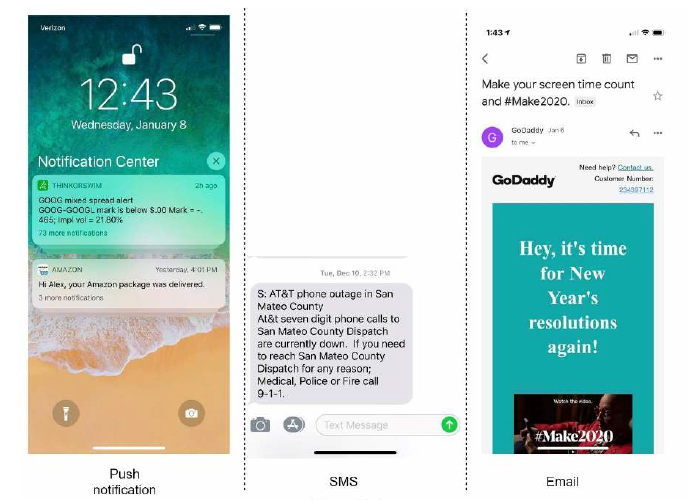 Verizon
12:43
Wednesday, January 8
Notification Center
THINKORSWIM
2h ago
GOOG mixed spread alert
GOOG-GOOGL mark is below $.00 Mark = -.
465; Impl vol = 21.80%
73 more notifications
AMAZON
Yesterday, 4:01 PM
Hi Alex, your Amazon package was delivered.
3 more notifications
Push
notification
Tue, Dec 10, 2:32 PM
S: AT&T phone outage in San
Mateo County
At&t seven digit phone calls to
San Mateo County Dispatch
are currently down. If you need
to reach San Mateo County
Dispatch for any reason;
Medical, Police or Fire call
9-1-1.
Text Message
SMS
1:43
Make your screen time count
and #Make2020. Inbox
G
GoDaddy Jan 6
to me
Need help? Contact us.
GoDaddy
Customer Number:
234397112
Hey, it's time
for New
Year's
resolutions
again!
Watch the video.
#Make2020
Email